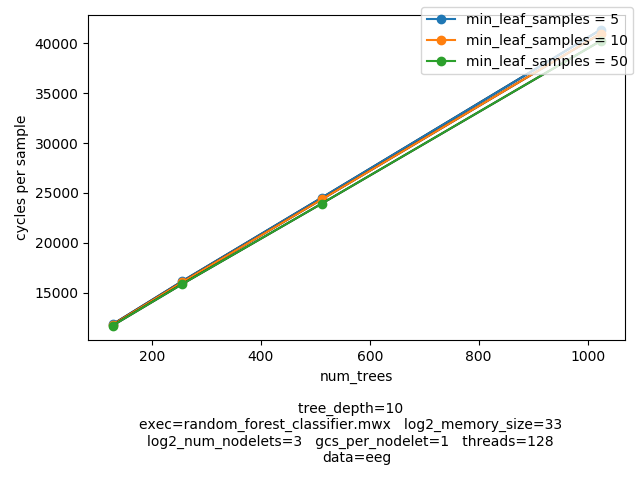 min_leaf_samples = 5
min_leaf_samples = 10
min_leaf_samples = 50
40000
35000
30000
25000
20000
15000
cycles per sample
200
400
600
800
1000
num_trees
tree_depth=10
exec=random_forest_classifier.mwx   log2_memory_size=33
log2_num_nodelets=3   gcs_per_nodelet=1   threads=128
data=eeg